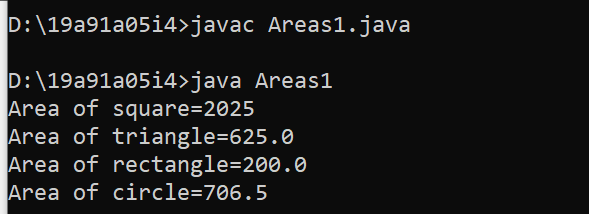 D:\19a91a05i4>javac Areas1.java
D:\19a91a05i4>java Areas1
Area of square=2025
Area of triangle=625.0
Area of rectangle=200.0
Area of circle=706.5